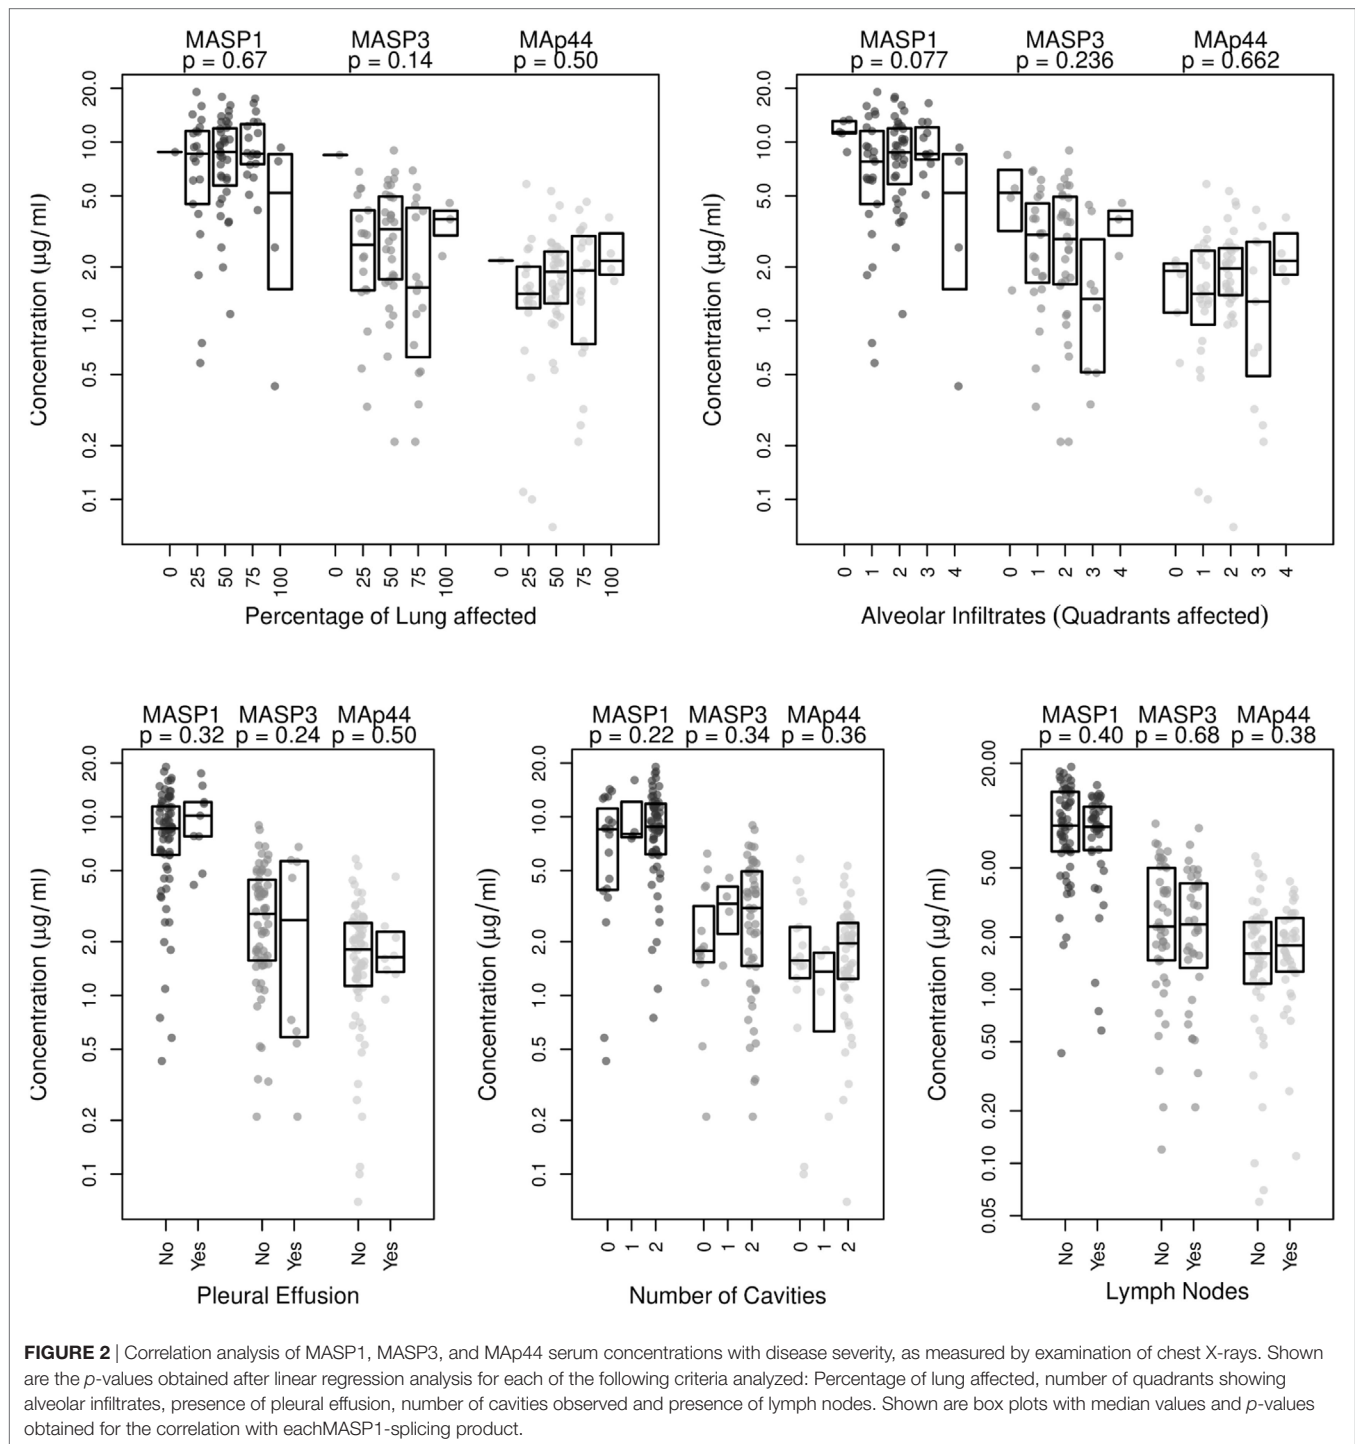 MASP1 MASP3 MAp44
p = 0.67 p = 0.14 p = 0.50
Concentration (µg/ml)
20.0
10.0
5.0
2.0
1.0
0.5
0.2
0.1
0 25 50 75 100 0 25 50 75 100 0 25 50 75 100
Percentage of Lung affected
MASP1 MASP3 MAp44
p = 0.077 p = 0.236 p = 0.662
Concentration (µg/ml)
20.0
10.0
5.0
2.0
1.0
0.5
0.2
0.1
0 1 2 3 4 0 1 2 3 4 0 1 2 3 4
Alveolar Infiltrates (Quadrants affected)
MASP1 MASP3 MAp44
p = 0.32 p = 0.24 p = 0.50
Concentration (µg/ml)
20.0
10.0
5.0
2.0
1.0
0.5
0.2
0.1
No Yes No Yes No Yes
Pleural Effusion
MASP1 MASP3 MAp44
p = 0.22 p = 0.34 p = 0.36
Concentration (µg/ml)
20.0
10.0
5.0
2.0
1.0
0.5
0.2
0.1
0 1 2 0 1 2 0 1 2
Number of Cavities
MASP1 MASP3 MAp44
p = 0.40 p = 0.68 p = 0.38
Concentration (µg/ml)
20.00
5.00
2.00
1.00
0.50
0.20
0.10
0.05
No Yes No Yes No Yes
Lymph Nodes
FIGURE 2 | Correlation analysis of MASP1, MASP3, and MAp44 serum concentrations with disease severity, as measured by examination of chest X-rays. Shown
are the p-values obtained after linear regression analysis for each of the following criteria analyzed: Percentage of lung affected, number of quadrants showing
alveolar infiltrates, presence of pleural effusion, number of cavities observed and presence of lymph nodes. Shown are box plots with median values and p-values
obtained for the correlation with eachMASP1-splicing product.